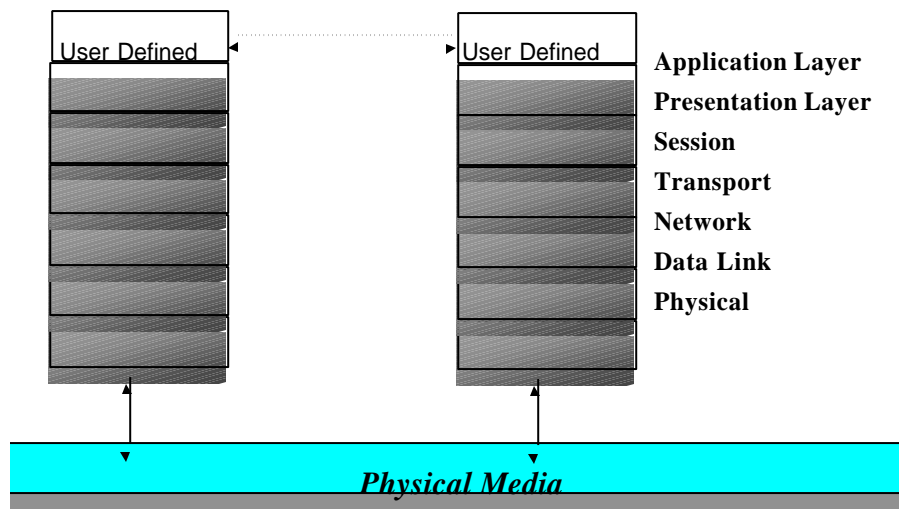 User Defined
User Defined
Application Layer
Presentation Layer
Session
Transport
Network
Data Link
Physical
Physical Media